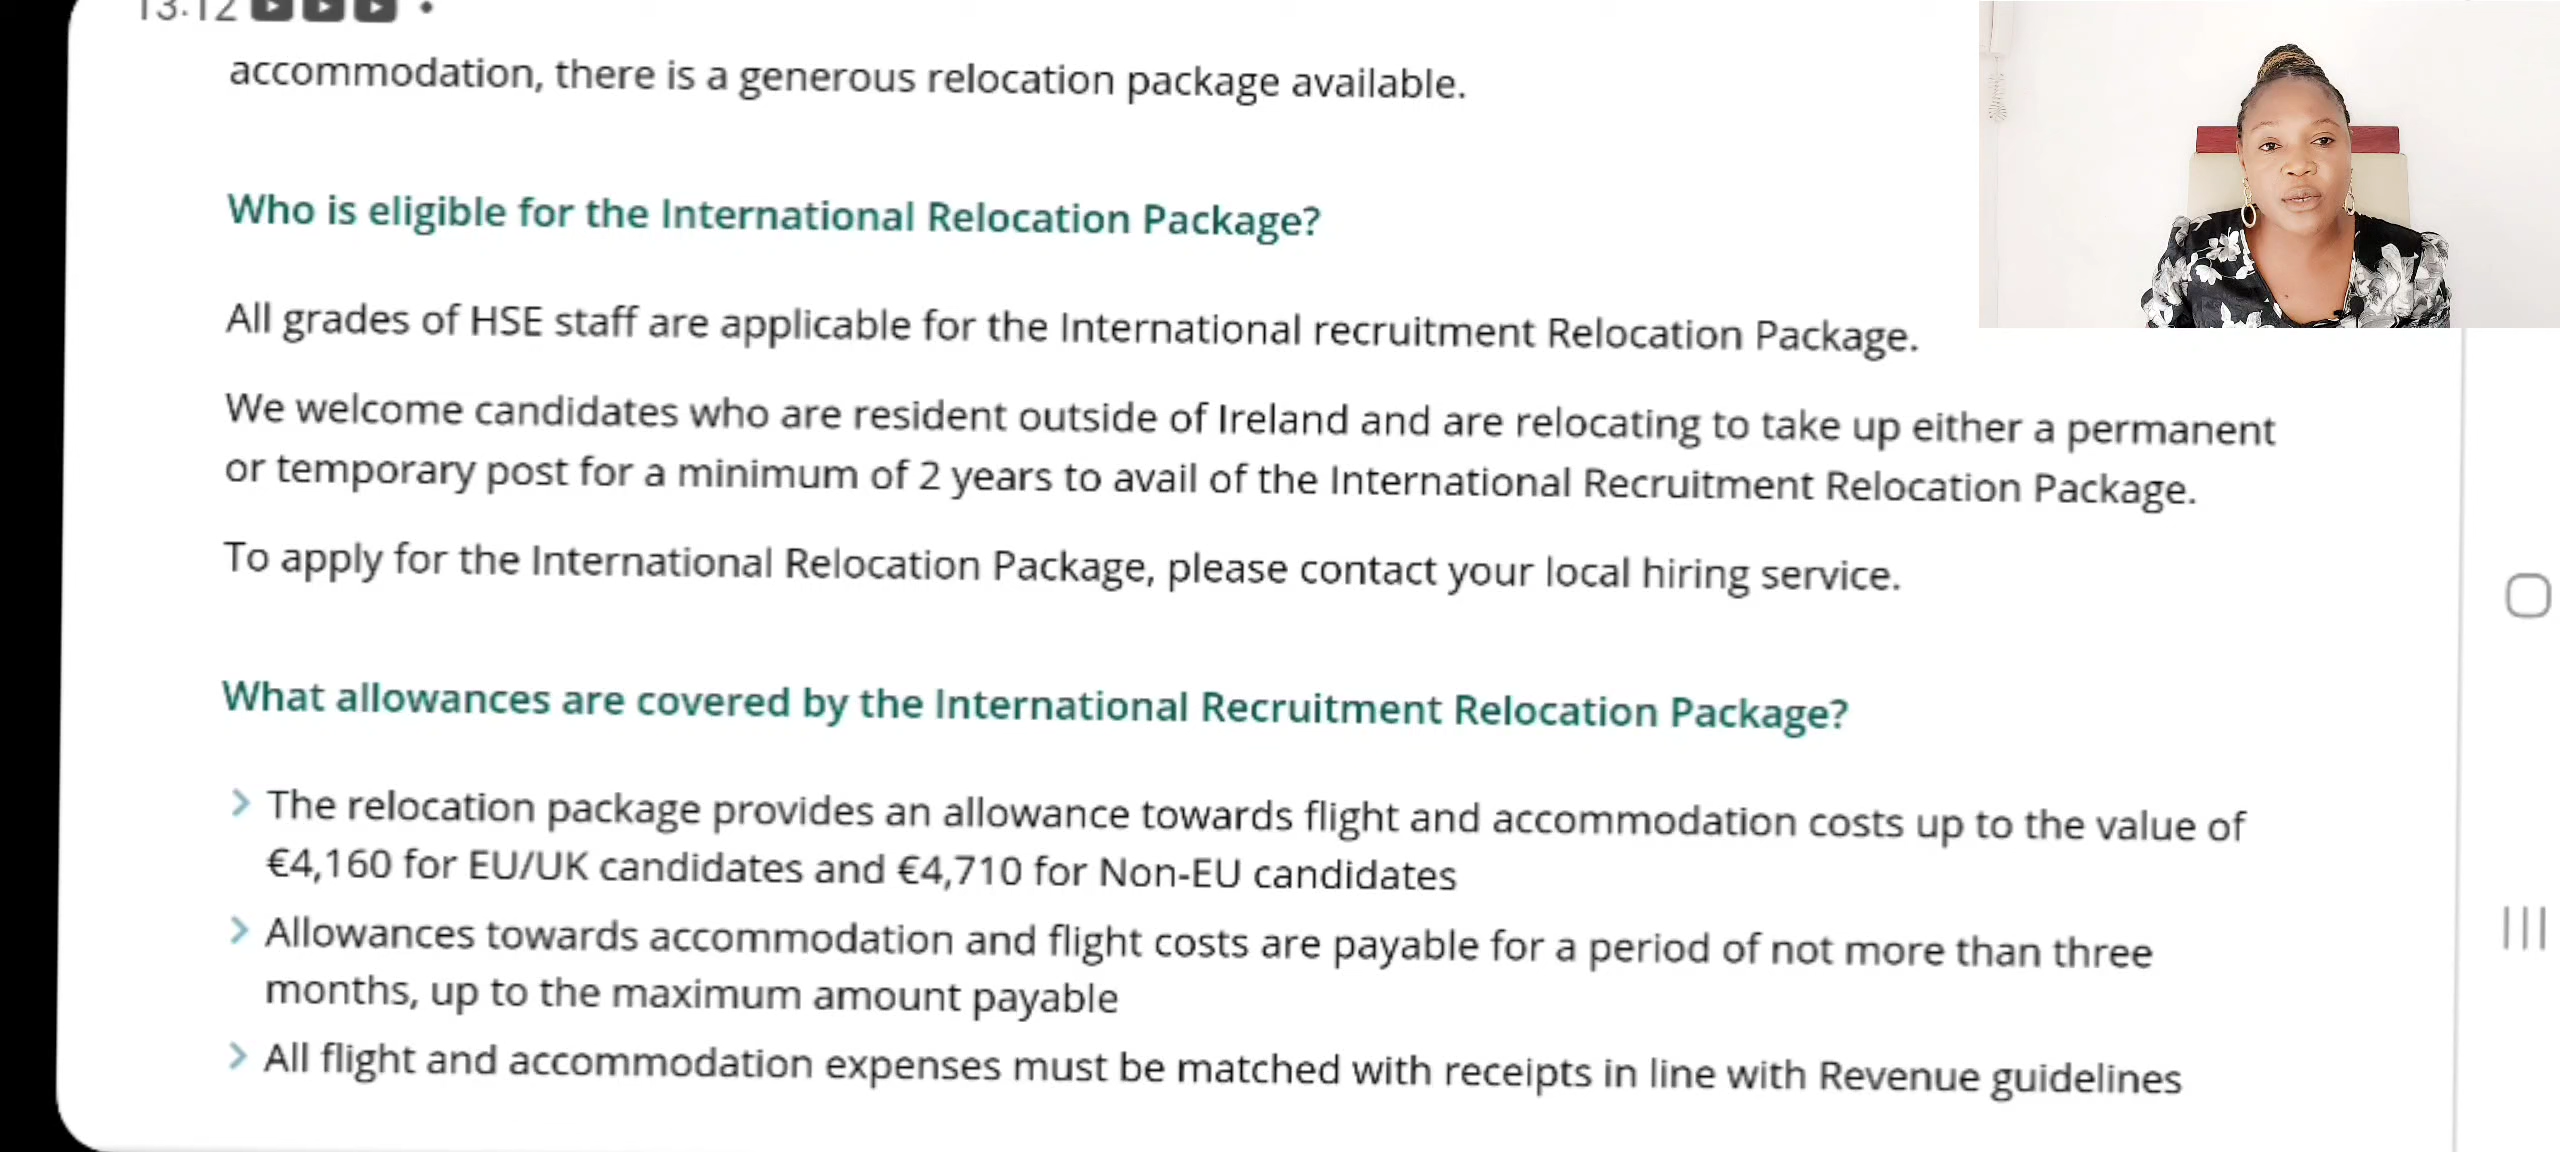 13:12
accommodation, there is a generous relocation package available.
Who is eligible for the International Relocation Package?
All grades of HSE staff are applicable for the International recruitment Relocation Package.
We welcome candidates who are resident outside of Ireland and are relocating to take up either a permanent
or temporary post for a minimum of 2 years to avail of the International Recruitment Relocation Package.
To apply for the International Relocation Package, please contact your local hiring service.
What allowances are covered by the International Recruitment Relocation Package?
The relocation package provides an allowance towards flight and accommodation costs up to the value of
€4,160 for EU/UK candidates and €4,710 for Non-EU candidates
Allowances towards accommodation and flight costs are payable for a period of not more than three
months, up to the maximum amount payable
All flight and accommodation expenses must be matched with receipts in line with Revenue guidelines